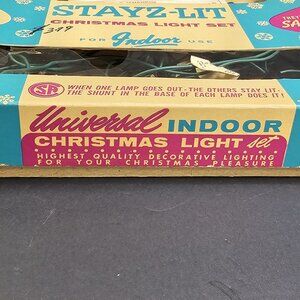 STAY'Z-LIT
CHRISTMAS LIGHT SET
FOR Indoor USE
WHEN ONE LAMP GOES OUT - THE OTHERS STAY LIT -
THE SHUNT IN THE BASE OF EACH LAMP DOES IT!
Universal INDOOR
CHRISTMAS LIGHT set
HIGHEST QUALITY DECORATIVE LIGHTING
FOR YOUR CHRISTMAS PLEASURE